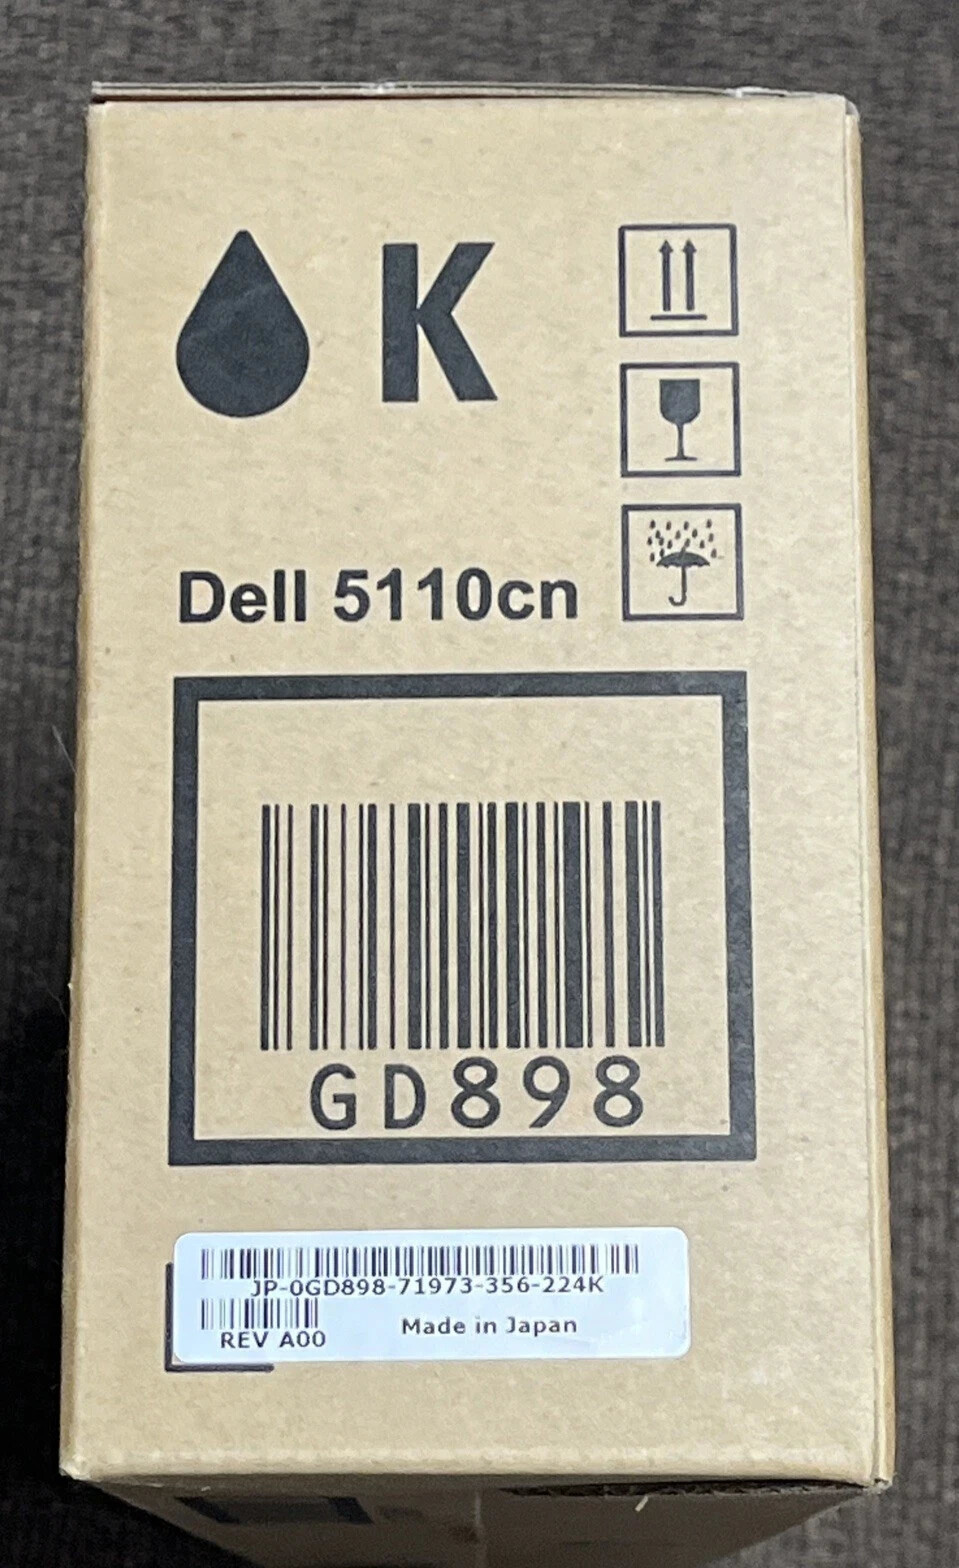 K
Dell 5110cn
GD898
JP-0GD898-71973-356-224K
REV A00
Made in Japan